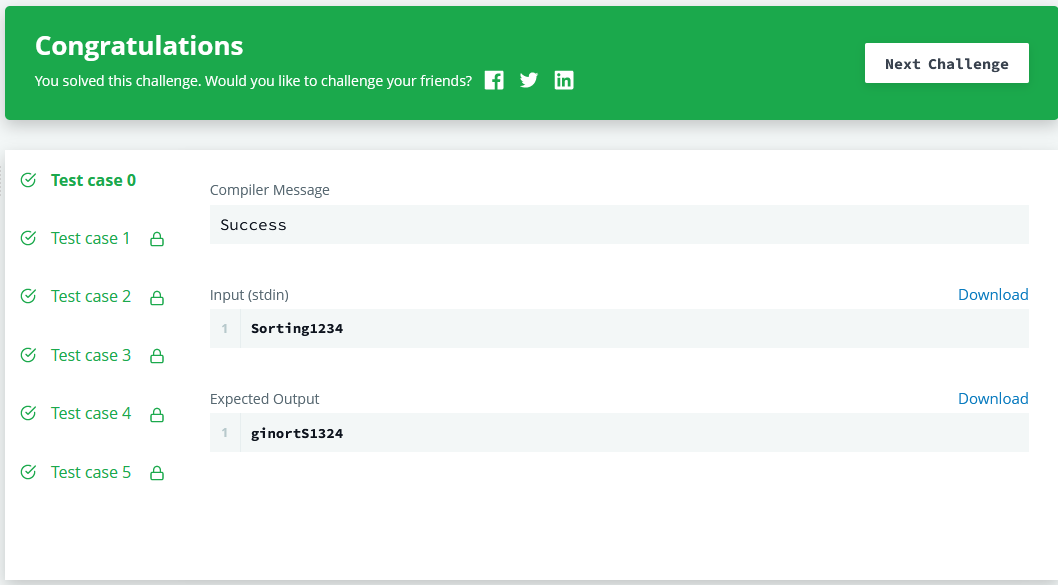 Congratulations
You solved this challenge. Would you like to challenge your friends?
Next Challenge
Test case 0
Test case 1
Test case 2
Test case 3
Test case 4
Test case 5
Compiler Message
Success
Input (stdin)
Download
1 Sorting1234
Expected Output
Download
1 ginortS1324